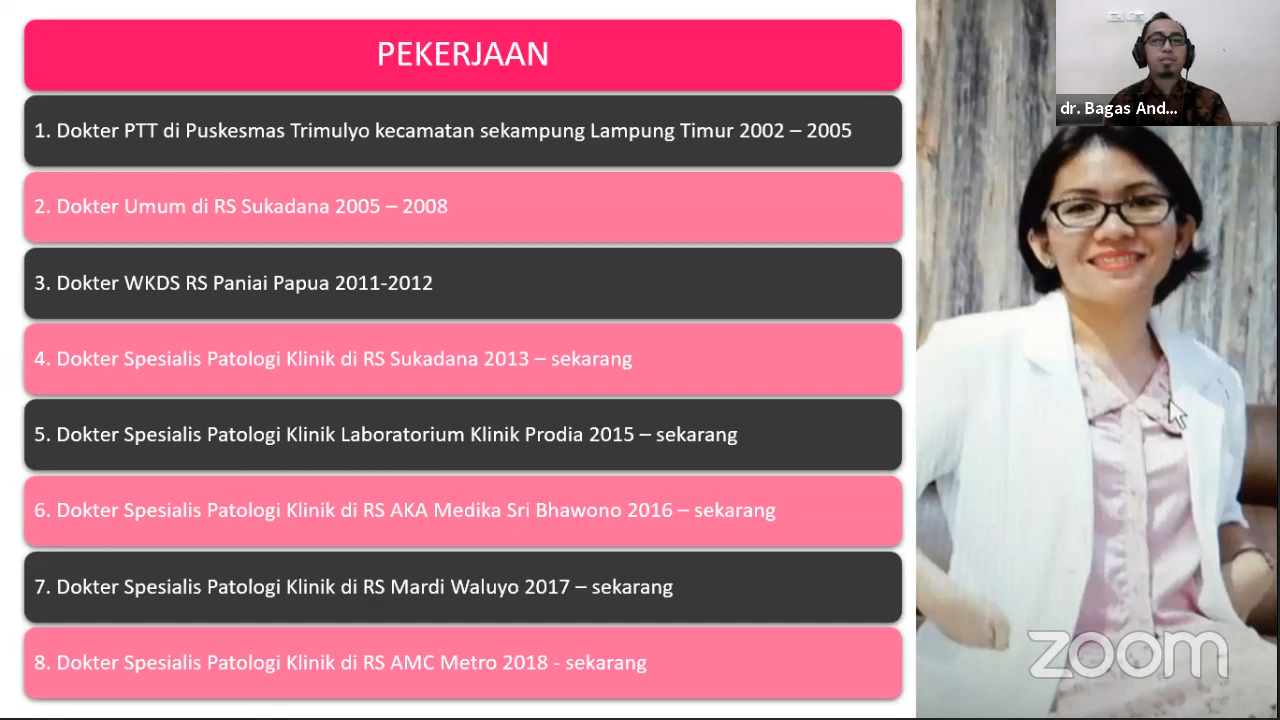 PEKERJAAN
1. Dokter PTT di Puskesmas Trimulyo kecamatan sekampung Lampung Timur 2002 – 2005
2. Dokter Umum di RS Sukadana 2005 – 2008
3. Dokter WKDS RS Paniai Papua 2011-2012
4. Dokter Spesialis Patologi Klinik di RS Sukadana 2013 – sekarang
5. Dokter Spesialis Patologi Klinik Laboratorium Klinik Prodia 2015 – sekarang
6. Dokter Spesialis Patologi Klinik di RS AKA Medika Sri Bhawono 2016 – sekarang
7. Dokter Spesialis Patologi Klinik di RS Mardi Waluyo 2017 – sekarang
8. Dokter Spesialis Patologi Klinik di RS AMC Metro 2018 - sekarang
dr. Bagas And...
zoom